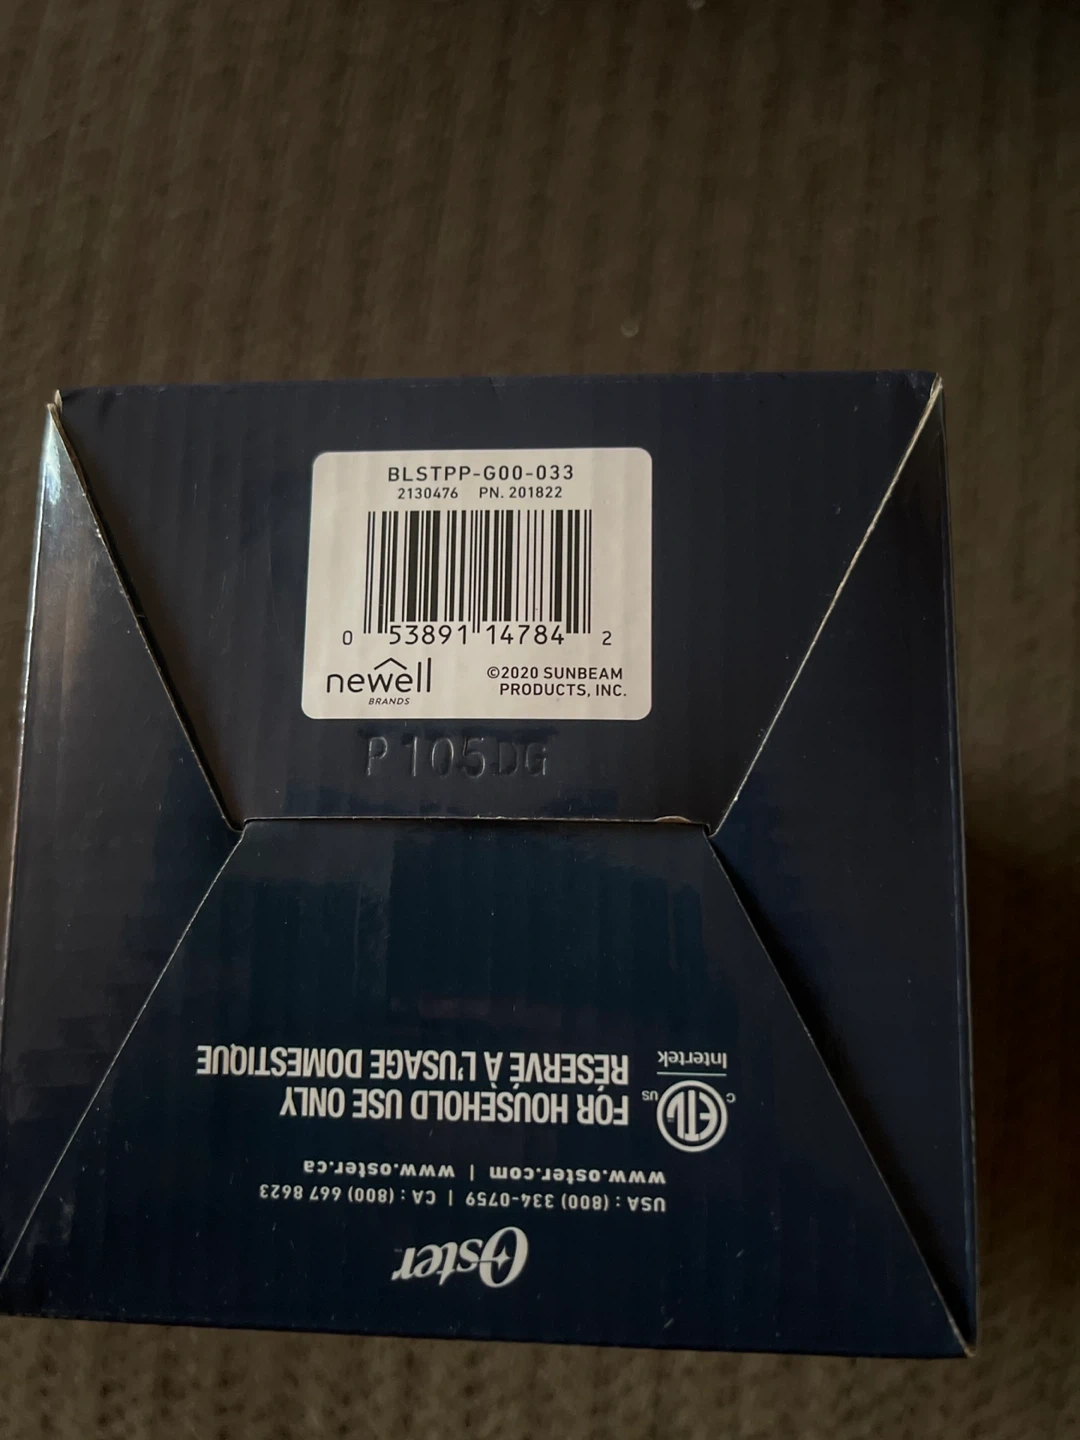 BLSTPP-G00-033
2130476 PN. 201822
0 53891 14784 2
newell
BRANDS
©2020 SUNBEAM
PRODUCTS, INC.
P105DG
Oster
USA : (800) 334-0759 | CA : (800) 667 8623
www.oster.com | www.oster.ca
FOR HOUSEHOLD USE ONLY
RÉSERVÉ À L'USAGE DOMESTIQUE
C ETL US
Intertek